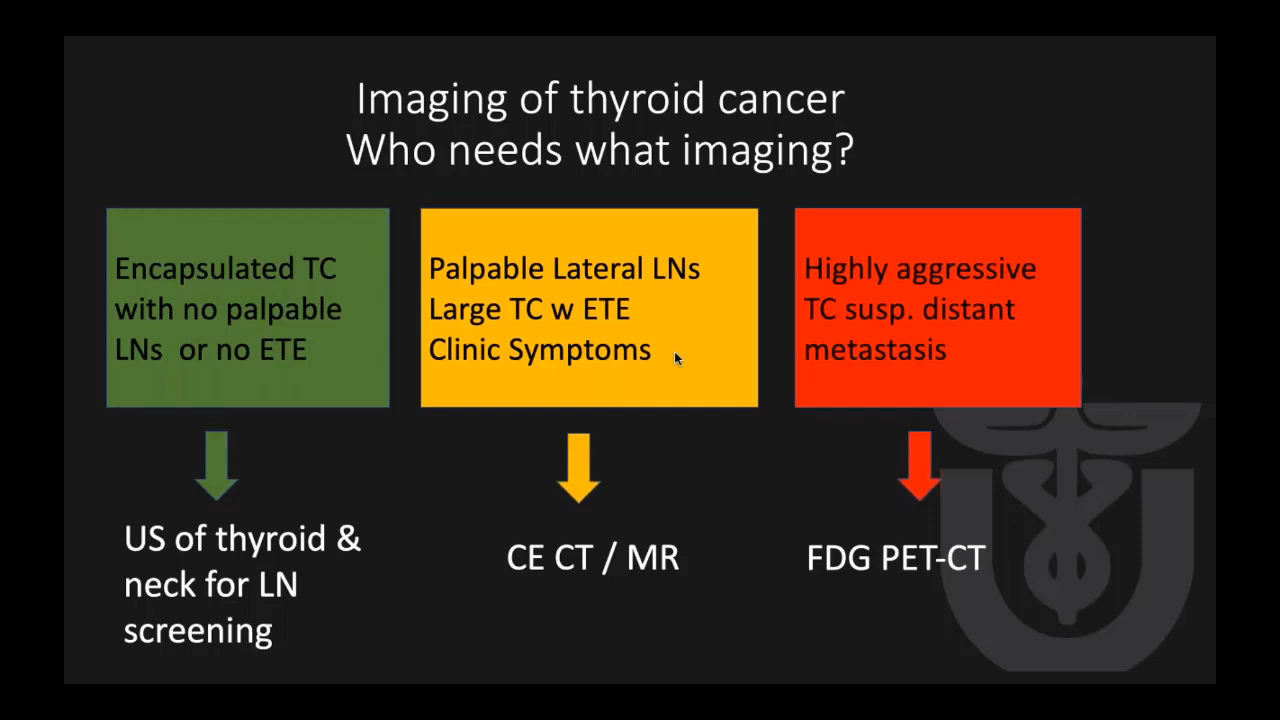 Imaging of thyroid cancer
Who needs what imaging?
Encapsulated TC
with no palpable
LNs or no ETE
Palpable Lateral LNs
Large TC w ETE
Clinic Symptoms
Highly aggressive
TC susp. distant
metastasis
US of thyroid &
neck for LN
screening
CE CT / MR
FDG PET-CT